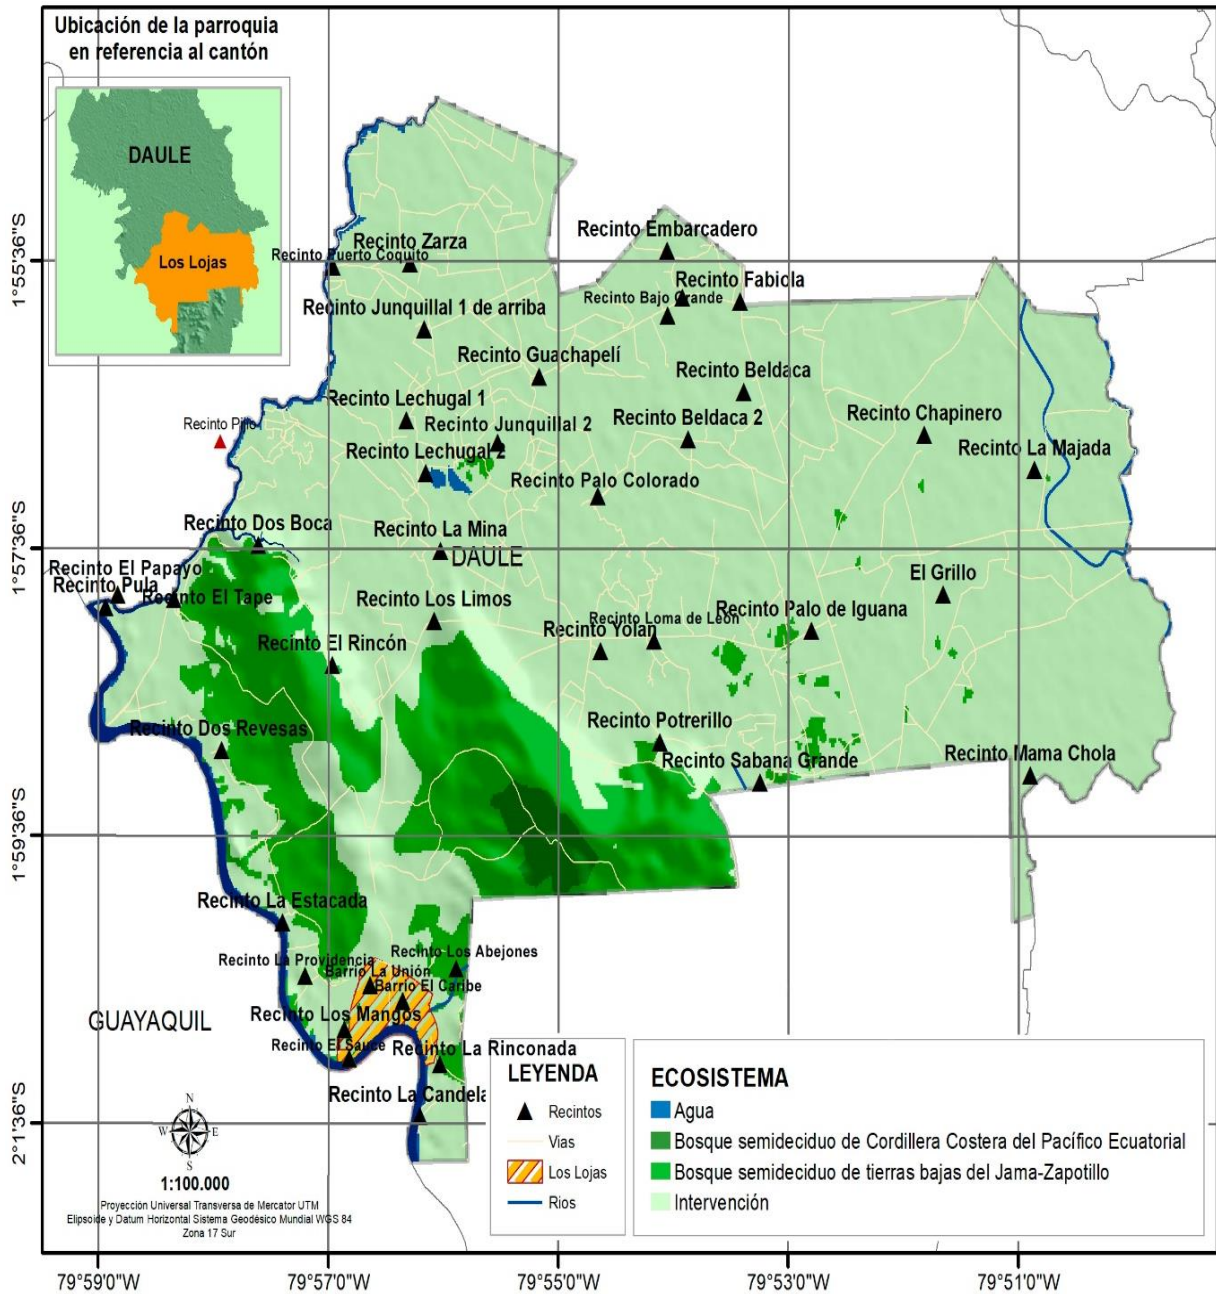 Ubicación de la parroquia
en referencia al cantón
DAULE
Los Lojas
1°55'36"S
1°57'36"S
1°59'36"S
2°1'36"S
Recinto Embarcadero
Recinto Zarza
Recinto Puerto Coquito
Recinto Fabiola
Recinto Bajo Grande
Recinto Junquillal 1 de arriba
Recinto Guachapelí
Recinto Beldaca
Recinto Lechugal 1
Recinto Junquillal 2
Recinto Beldaca 2
Recinto Chapinero
Recinto Pijio
Recinto Lechugal 2
Recinto La Majada
Recinto Palo Colorado
Recinto Dos Boca
Recinto La Mina
DAULE
Recinto El Papayo
Recinto Pula
Recinto El Tape
El Grillo
Recinto Los Limos
Recinto Loma de León
Recinto Palo de Iguana
Recinto Yolan
Recinto El Rincón
Recinto Dos Revesas
Recinto Potrerillo
Recinto Sabana Grande
Recinto Mama Chola
Recinto La Estacada
Recinto Los Abejones
Recinto La Providencia
Barrio La Unión
Barrio El Caribe
Recinto Los Mangos
GUAYAQUIL
Recinto El Sauce
Recinto La Rinconada
Recinto La Candela
N
W
E
S
1:100.000
Proyección Universal Transversa de Mercator UTM
Elipsoide y Datum Horizontal Sistema Geodésico Mundial WGS 84
Zona 17 Sur
LEYENDA
Recintos
Vias
Los Lojas
Rios
ECOSISTEMA
Agua
Bosque semideciduo de Cordillera Costera del Pacífico Ecuatorial
Bosque semideciduo de tierras bajas del Jama-Zapotillo
Intervención
79°59'0"W
79°57'0"W
79°55'0"W
79°53'0"W
79°51'0"W